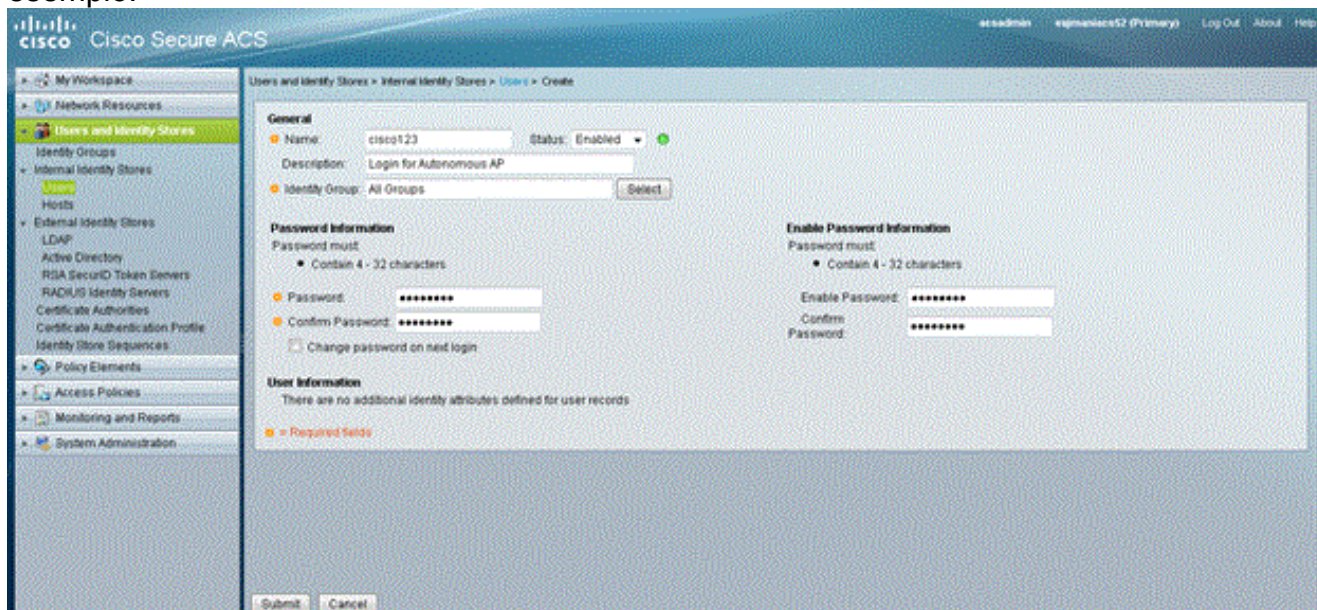 esempio:
cisco Cisco Secure ACS
acsadmin (Primary) Log Out About Help
My Workspace
Network Resources
Users and Identity Stores
Identity Groups
Internal Identity Stores
Users
Hosts
External Identity Stores
LDAP
Active Directory
RSA SecurID Token Servers
RADIUS Identity Servers
Certificate Authorities
Certificate Authentication Profile
Identity Store Sequences
Policy Elements
Access Policies
Monitoring and Reports
System Administration
Users and Identity Stores > Internal Identity Stores > Users > Create
General
Name: cisco123 Status: Enabled
Description: Login for Autonomous AP
Identity Group: All Groups Select
Password Information
Password must:
• Contain 4 - 32 characters
Password: ••••••••
Confirm Password: ••••••••
Change password on next login
Enable Password Information
Password must:
• Contain 4 - 32 characters
Enable Password: ••••••••
Confirm
Password: ••••••••
User Information
There are no additional identity attributes defined for user records
= Required fields
Submit Cancel